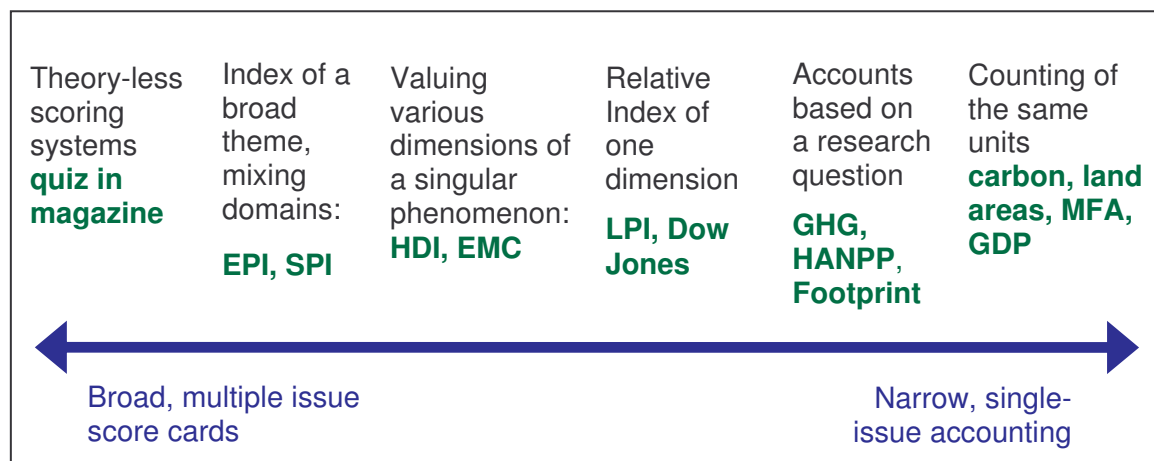 Theory-less
scoring
systems
quiz in
magazine
Index of a
broad
theme,
mixing
domains:
EPI, SPI
Valuing
various
dimensions of
a singular
phenomenon:
HDI, EMC
Relative
Index of
one
dimension
LPI, Dow
Jones
Accounts
based on
a research
question
GHG,
HANPP,
Footprint
Counting of
the same
units
carbon, land
areas, MFA,
GDP
Broad, multiple issue
score cards
Narrow, single-
issue accounting